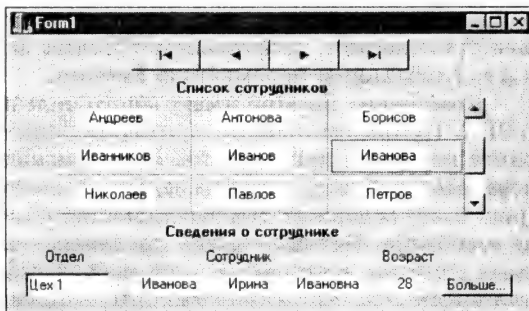 Form1
Список сотрудников
Андреев Антонова Борисов
Иванников Иванов Иванова
Николаев Павлов Петров
Сведения о сотруднике
Отдел Сотрудник Возраст
Цех 1 Иванова Ирина Ивановна 28 Больше...